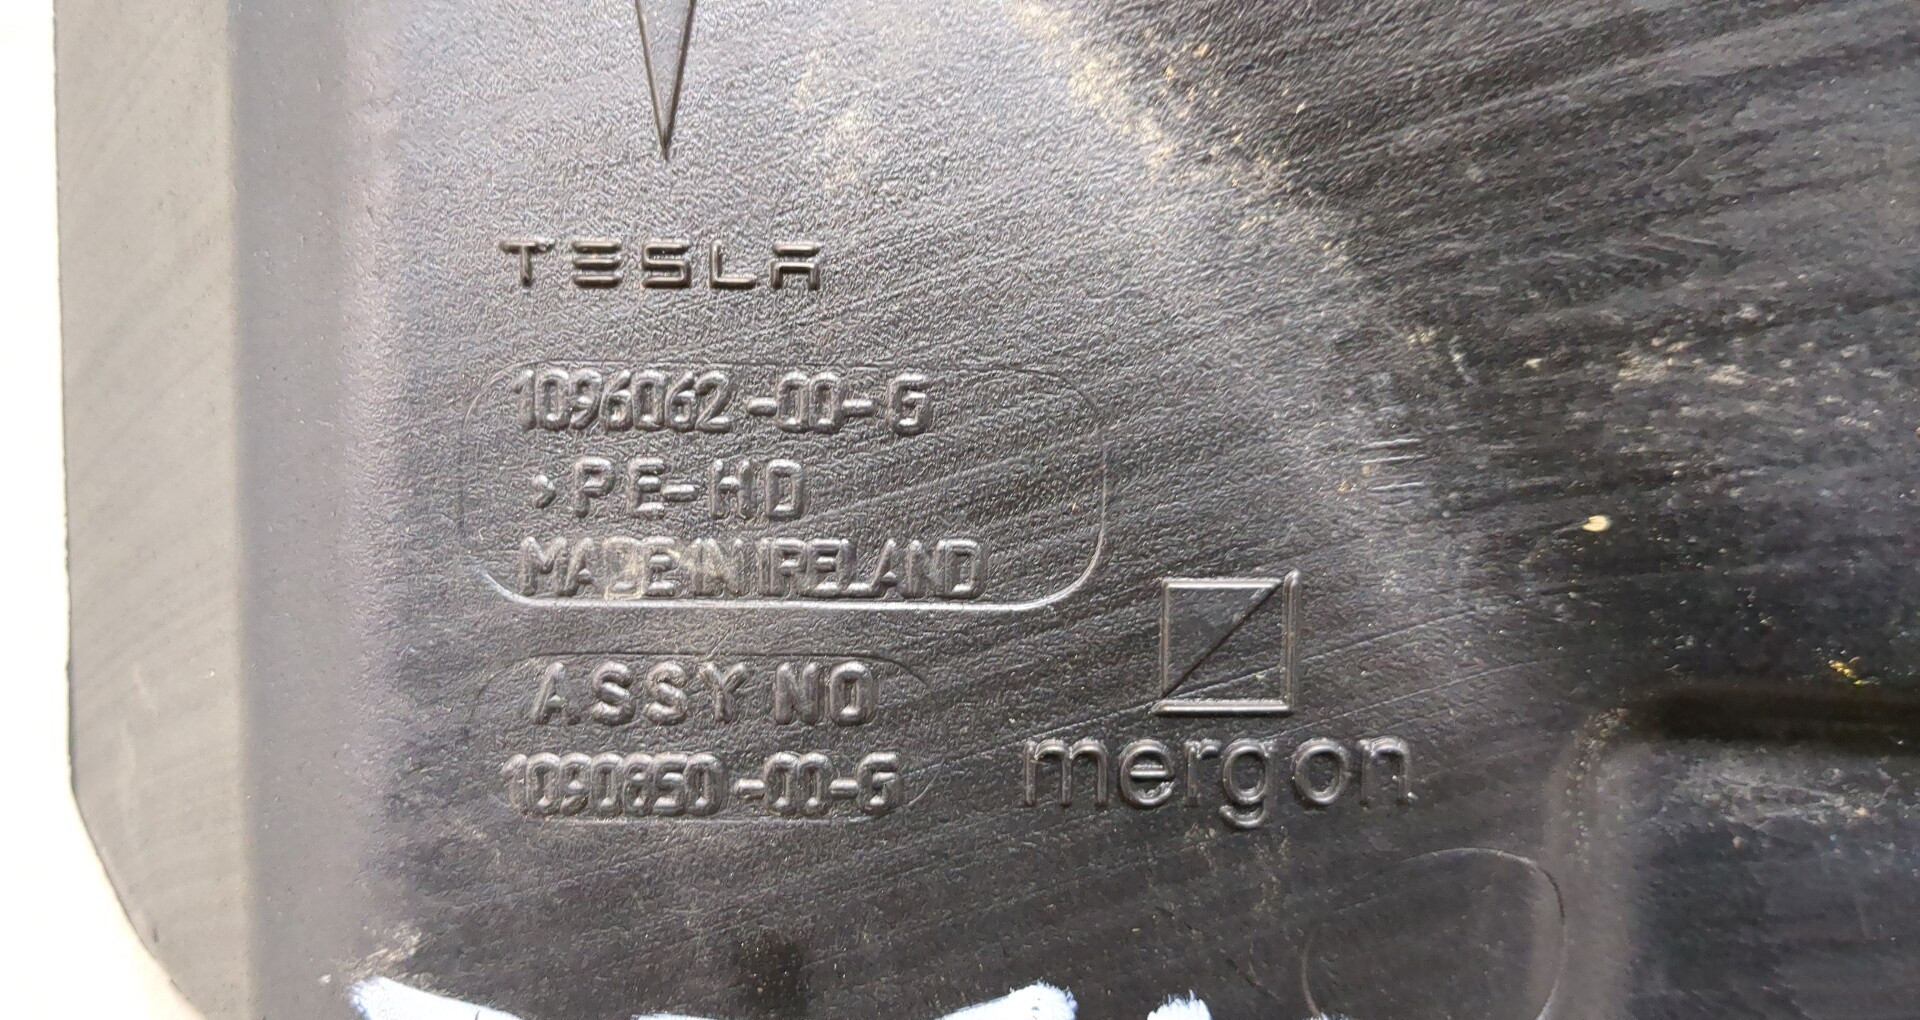 TESLA
1096062-00-G
>PE-HD
MADE IN IRELAND
ASSY NO
1090850-00-G
mergon